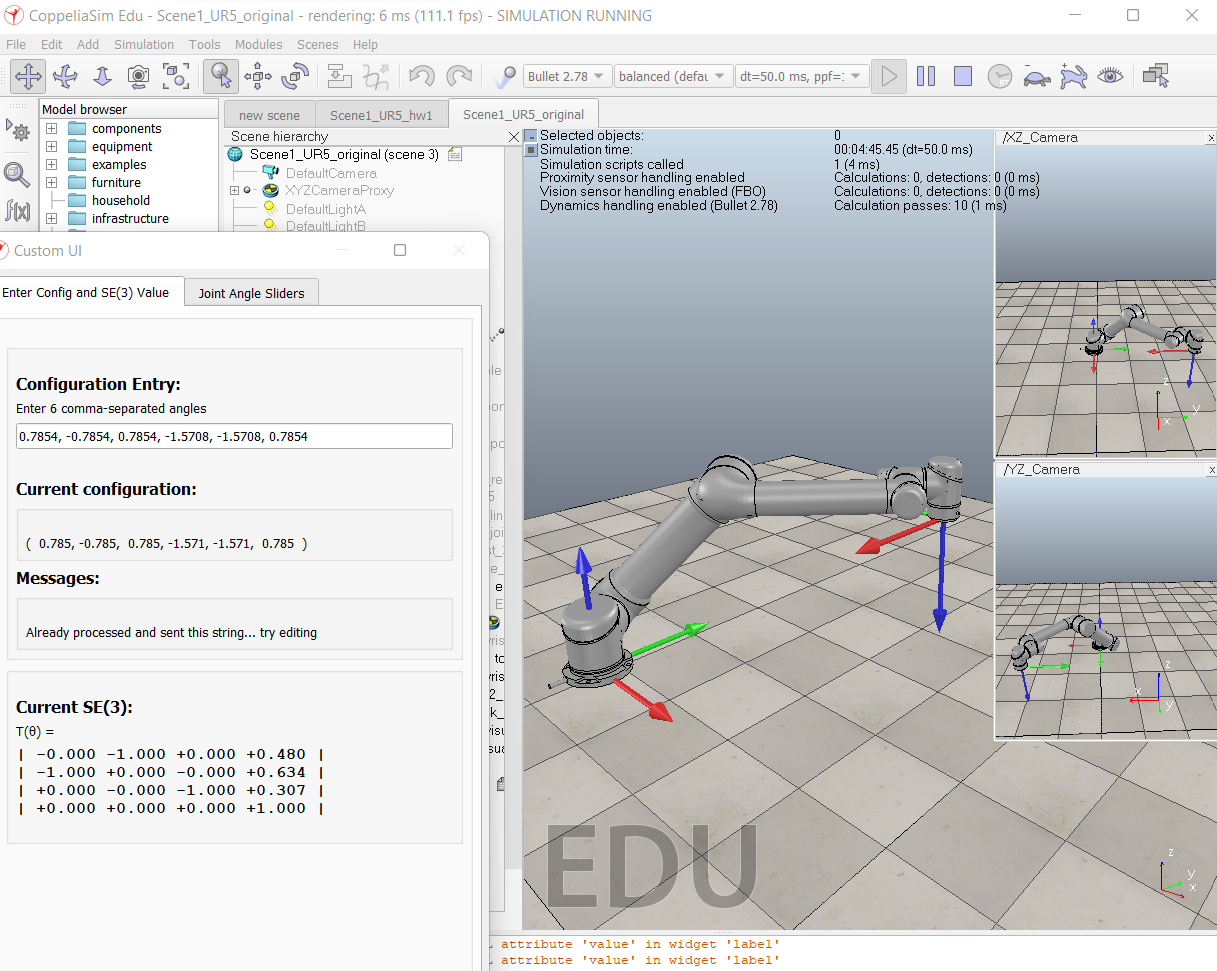 CoppeliaSim Edu - Scene1_UR5_original - rendering: 6 ms (111.1 fps) - SIMULATION RUNNING
File Edit Add Simulation Tools Modules Scenes Help
Bullet 2.78 balanced (defau dt=50.0 ms, ppf=:
Model browser
components
equipment
examples
furniture
household
infrastructure
new scene Scene1_UR5_hw1 Scene1_UR5_original
Scene hierarchy
Scene1_UR5_original (scene 3)
DefaultCamera
XYZCameraProxy
DefaultLightA
DefaultLightB
Selected objects: 0
Simulation time: 00:04:45.45 (dt=50.0 ms)
Simulation scripts called 1 (4 ms)
Proximity sensor handling enabled Calculations: 0, detections: 0 (0 ms)
Vision sensor handling enabled (FBO) Calculations: 0, detections: 0 (0 ms)
Dynamics handling enabled (Bullet 2.78) Calculation passes: 10 (1 ms)
/XZ_Camera
z
y
x
/YZ_Camera
z
x
y
Custom UI
Enter Config and SE(3) Value Joint Angle Sliders
Configuration Entry:
Enter 6 comma-separated angles
0.7854, -0.7854, 0.7854, -1.5708, -1.5708, 0.7854
Current configuration:
( 0.785, -0.785, 0.785, -1.571, -1.571, 0.785 )
Messages:
Already processed and sent this string... try editing
Current SE(3):
T(θ) =
| -0.000 -1.000 +0.000 +0.480 |
| -1.000 +0.000 -0.000 +0.634 |
| +0.000 -0.000 -1.000 +0.307 |
| +0.000 +0.000 +0.000 +1.000 |
EDU
z
y
x
attribute 'value' in widget 'label'
attribute 'value' in widget 'label'